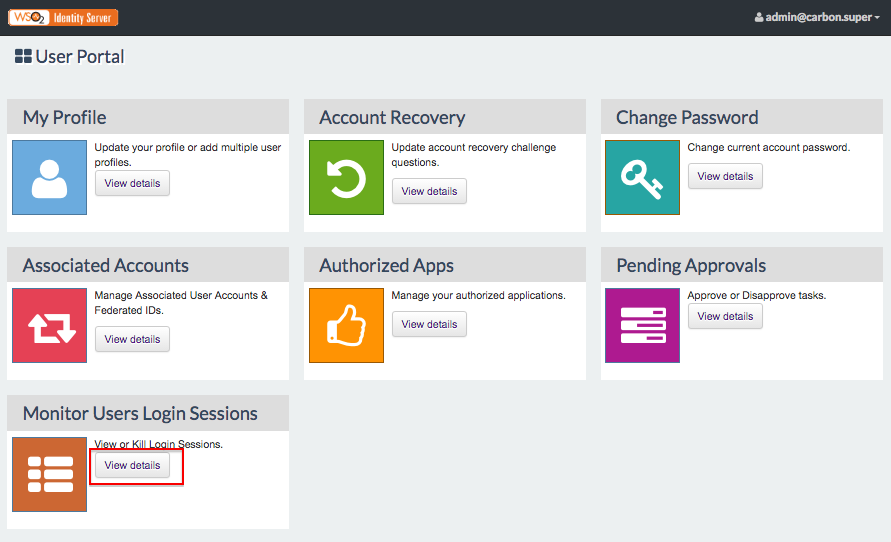 WSO2 Identity Server
admin@carbon.super
User Portal
My Profile
Update your profile or add multiple user
profiles.
View details
Account Recovery
Update account recovery challenge
questions.
View details
Change Password
Change current account password.
View details
Associated Accounts
Manage Associated User Accounts &
Federated IDs.
View details
Authorized Apps
Manage your authorized applications.
View details
Pending Approvals
Approve or Disapprove tasks.
View details
Monitor Users Login Sessions
View or Kill Login Sessions.
View details